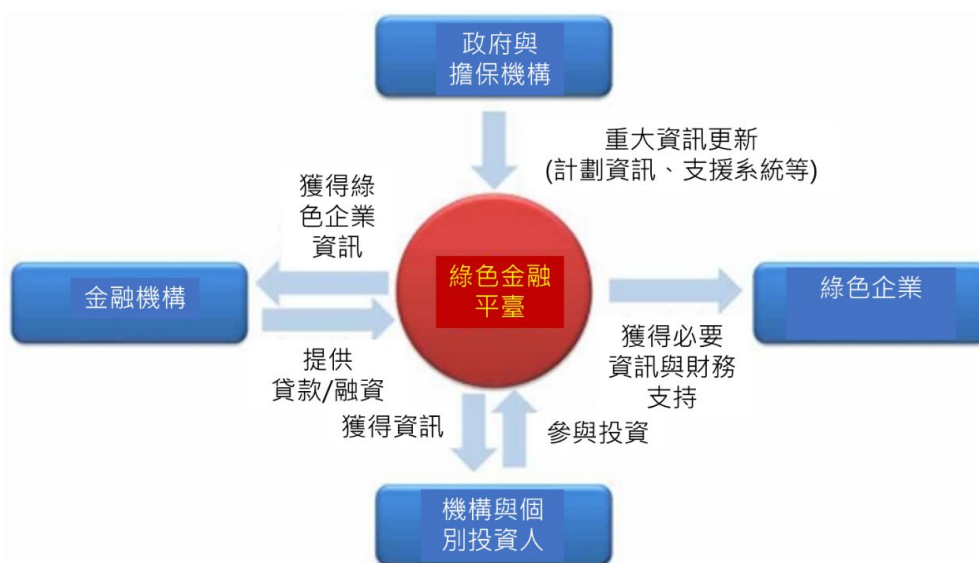 政府與
擔保機構
重大資訊更新
(計劃資訊、支援系統等)
獲得綠
色企業
資訊
金融機構
綠色金融
平臺
綠色企業
提供
貸款/融資
獲得必要
資訊與財務
支持
獲得資訊
參與投資
機構與個
別投資人